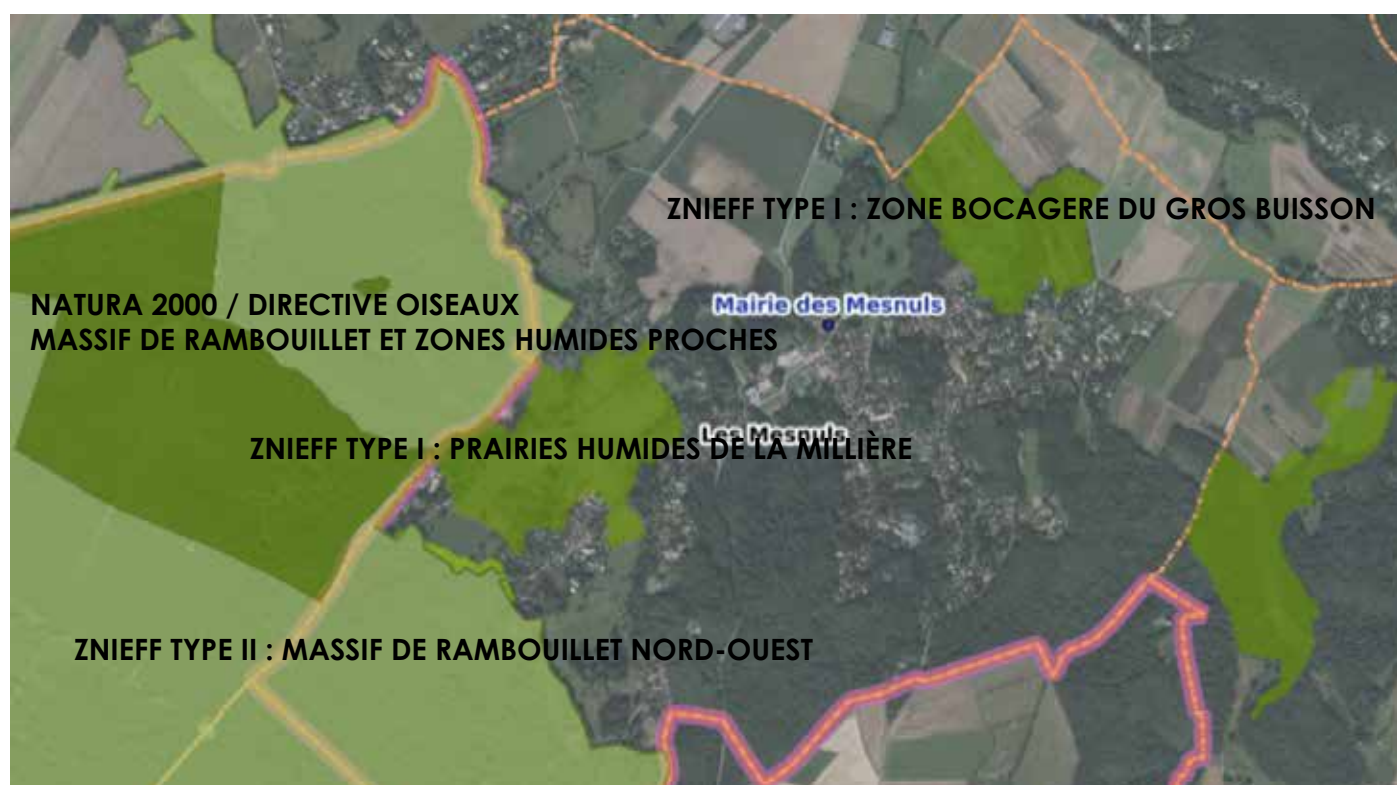 ZNIEFF TYPE I : ZONE BOCAGERE DU GROS BUISSON
NATURA 2000 / DIRECTIVE OISEAUX
MASSIF DE RAMBOUILLET ET ZONES HUMIDES PROCHES
Mairie des Mesnuls
Les Mesnuls
ZNIEFF TYPE I : PRAIRIES HUMIDES DE LA MILLIÈRE
ZNIEFF TYPE II : MASSIF DE RAMBOUILLET NORD-OUEST